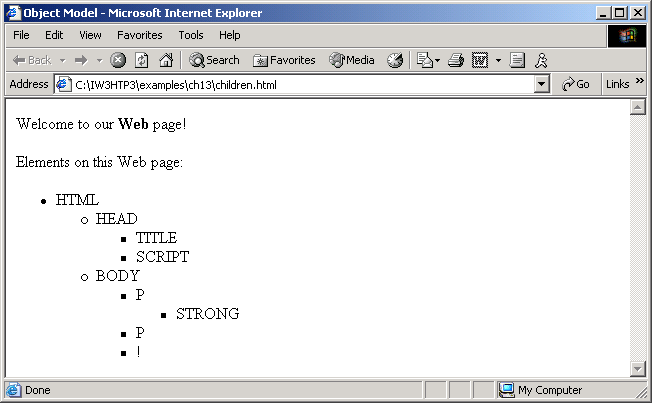 Object Model - Microsoft Internet Explorer
File Edit View Favorites Tools Help
Back Search Favorites Media W
Address C:\IW3HTP3\examples\ch13\children.html Go Links »
Welcome to our Web page!
Elements on this Web page:
HTML
HEAD
TITLE
SCRIPT
BODY
P
STRONG
P
!
Done My Computer